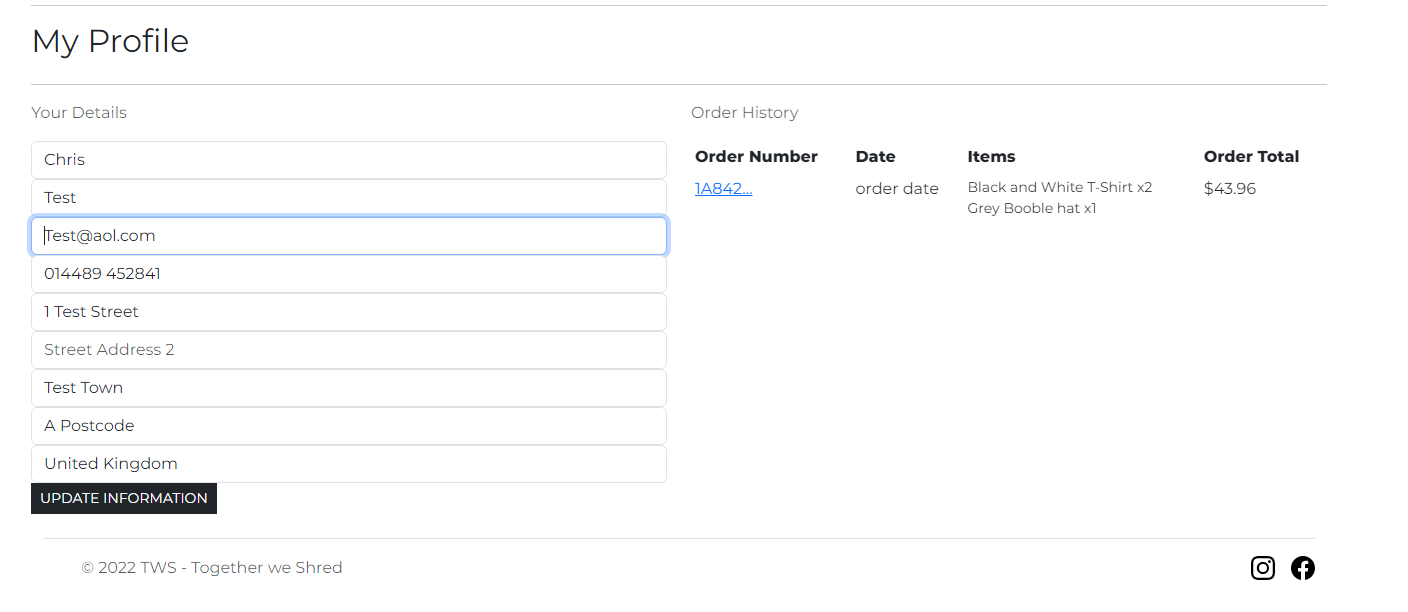 My Profile
Your Details
Chris
Test
Test@aol.com
014489 452841
1 Test Street
Street Address 2
Test Town
A Postcode
United Kingdom
UPDATE INFORMATION
Order History
Order Number Date Items Order Total
1A842... order date Black and White T-Shirt x2 $43.96
Grey Booble hat x1
© 2022 TWS - Together we Shred